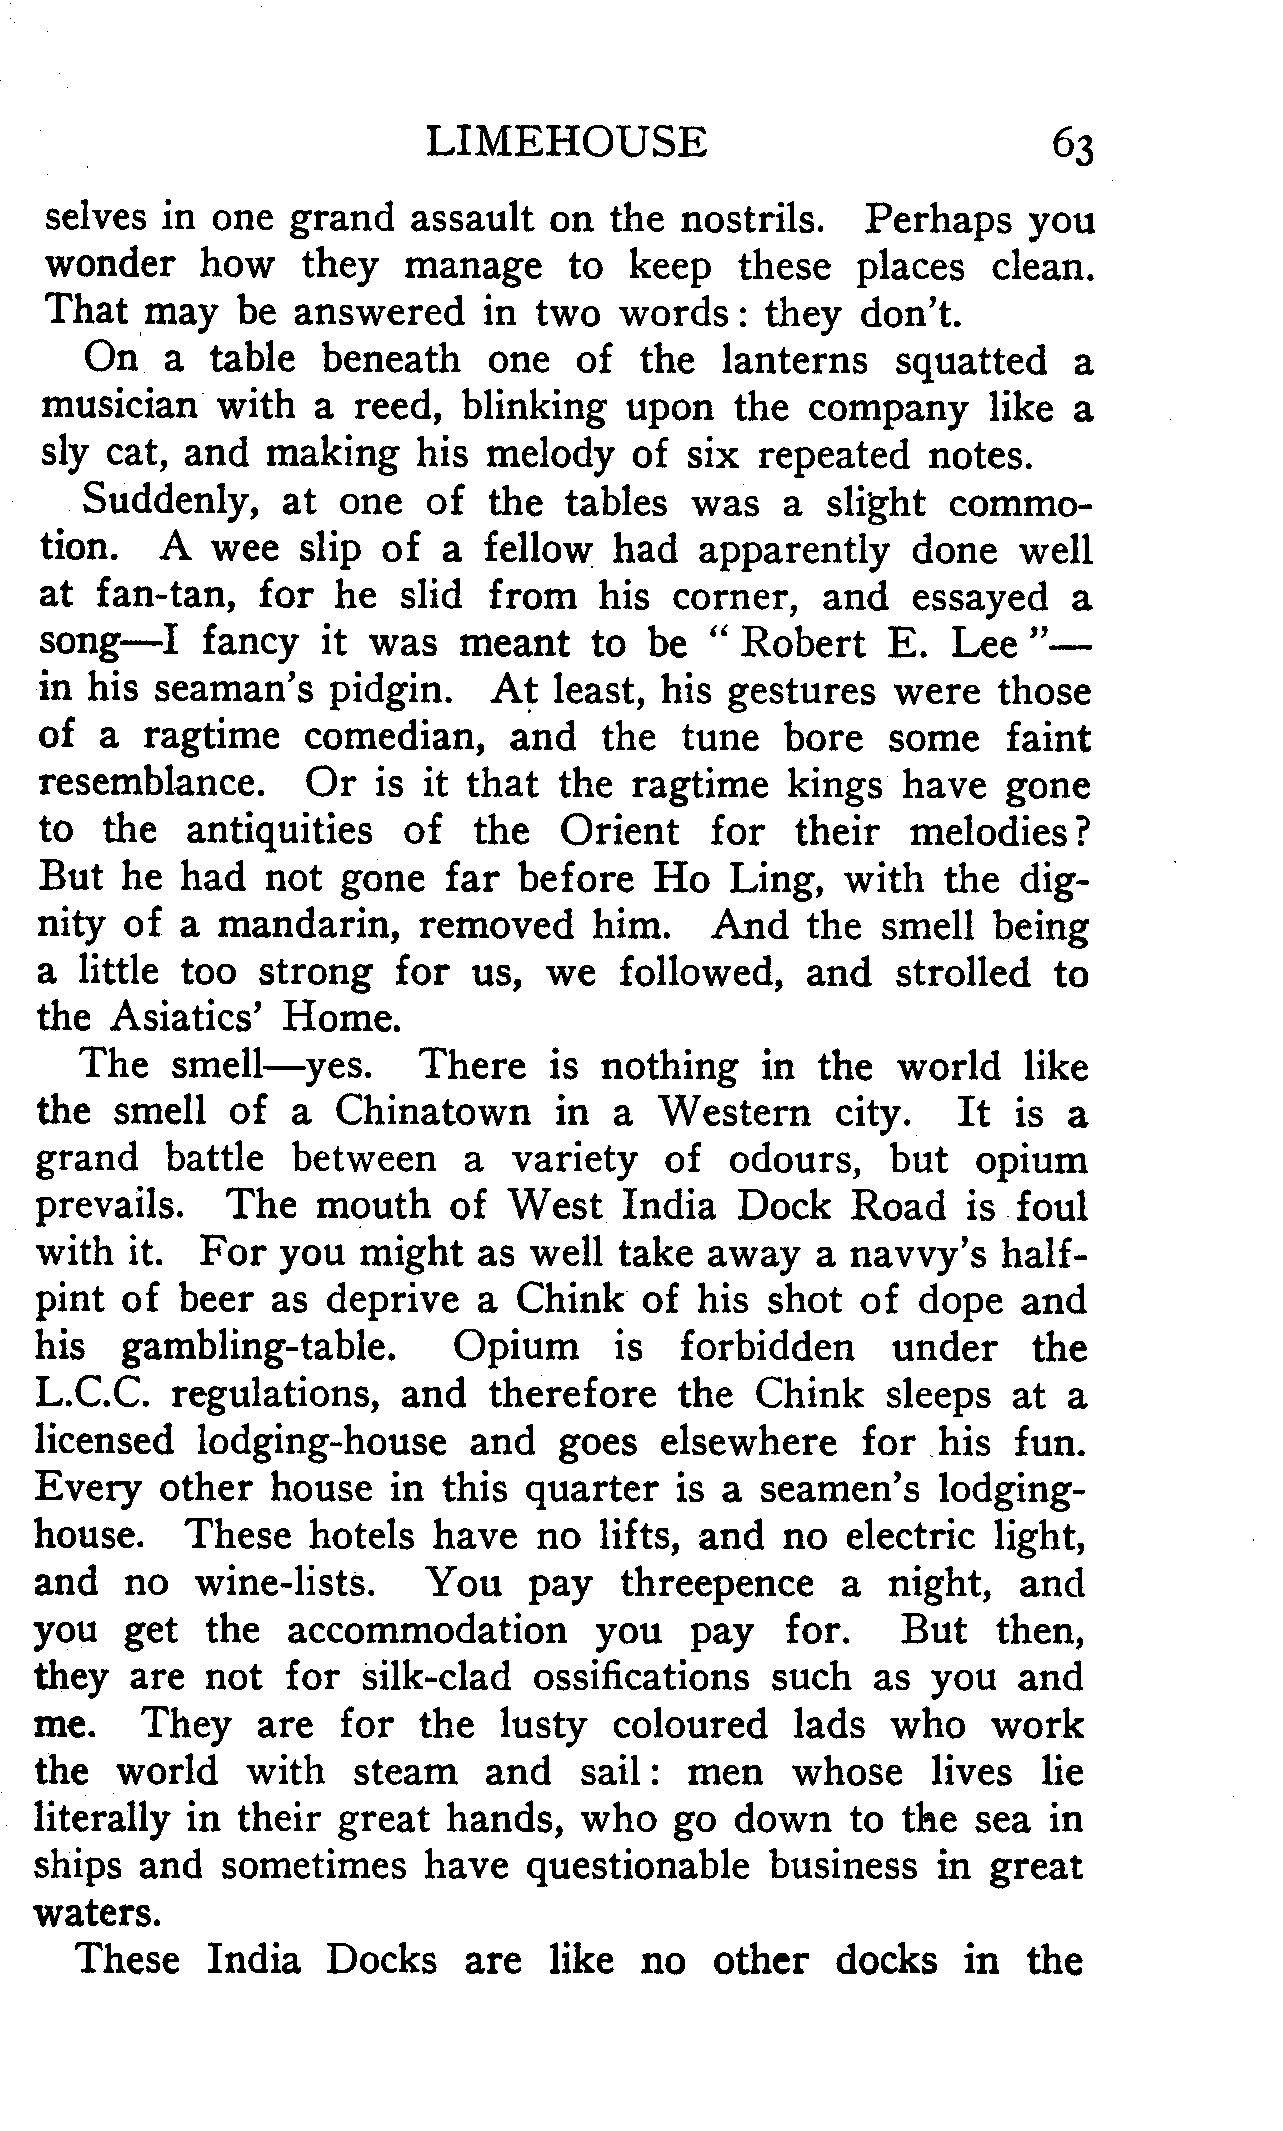 LIMEHOUSE 63
selves in one grand assault on the nostrils. Perhaps you
wonder how they manage to keep these places clean.
That may be answered in two words: they don't.
On a table beneath one of the lanterns squatted a
musician with a reed, blinking upon the company like a
sly cat, and making his melody of six repeated notes.
Suddenly, at one of the tables was a slight commo-
tion. A wee slip of a fellow had apparently done well
at fan-tan, for he slid from his corner, and essayed a
song—I fancy it was meant to be “Robert E. Lee”—
in his seaman's pidgin. At least, his gestures were those
of a ragtime comedian, and the tune bore some faint
resemblance. Or is it that the ragtime kings have gone
to the antiquities of the Orient for their melodies?
But he had not gone far before Ho Ling, with the dig-
nity of a mandarin, removed him. And the smell being
a little too strong for us, we followed, and strolled to
the Asiatics' Home.
The smell—yes. There is nothing in the world like
the smell of a Chinatown in a Western city. It is a
grand battle between a variety of odours, but opium
prevails. The mouth of West India Dock Road is foul
with it. For you might as well take away a navvy's half-
pint of beer as deprive a Chink of his shot of dope and
his gambling-table. Opium is forbidden under the
L.C.C. regulations, and therefore the Chink sleeps at a
licensed lodging-house and goes elsewhere for his fun.
Every other house in this quarter is a seamen's lodging-
house. These hotels have no lifts, and no electric light,
and no wine-lists. You pay threepence a night, and
you get the accommodation you pay for. But then,
they are not for silk-clad ossifications such as you and
me. They are for the lusty coloured lads who work
the world with steam and sail: men whose lives lie
literally in their great hands, who go down to the sea in
ships and sometimes have questionable business in great
waters.
These India Docks are like no other docks in the